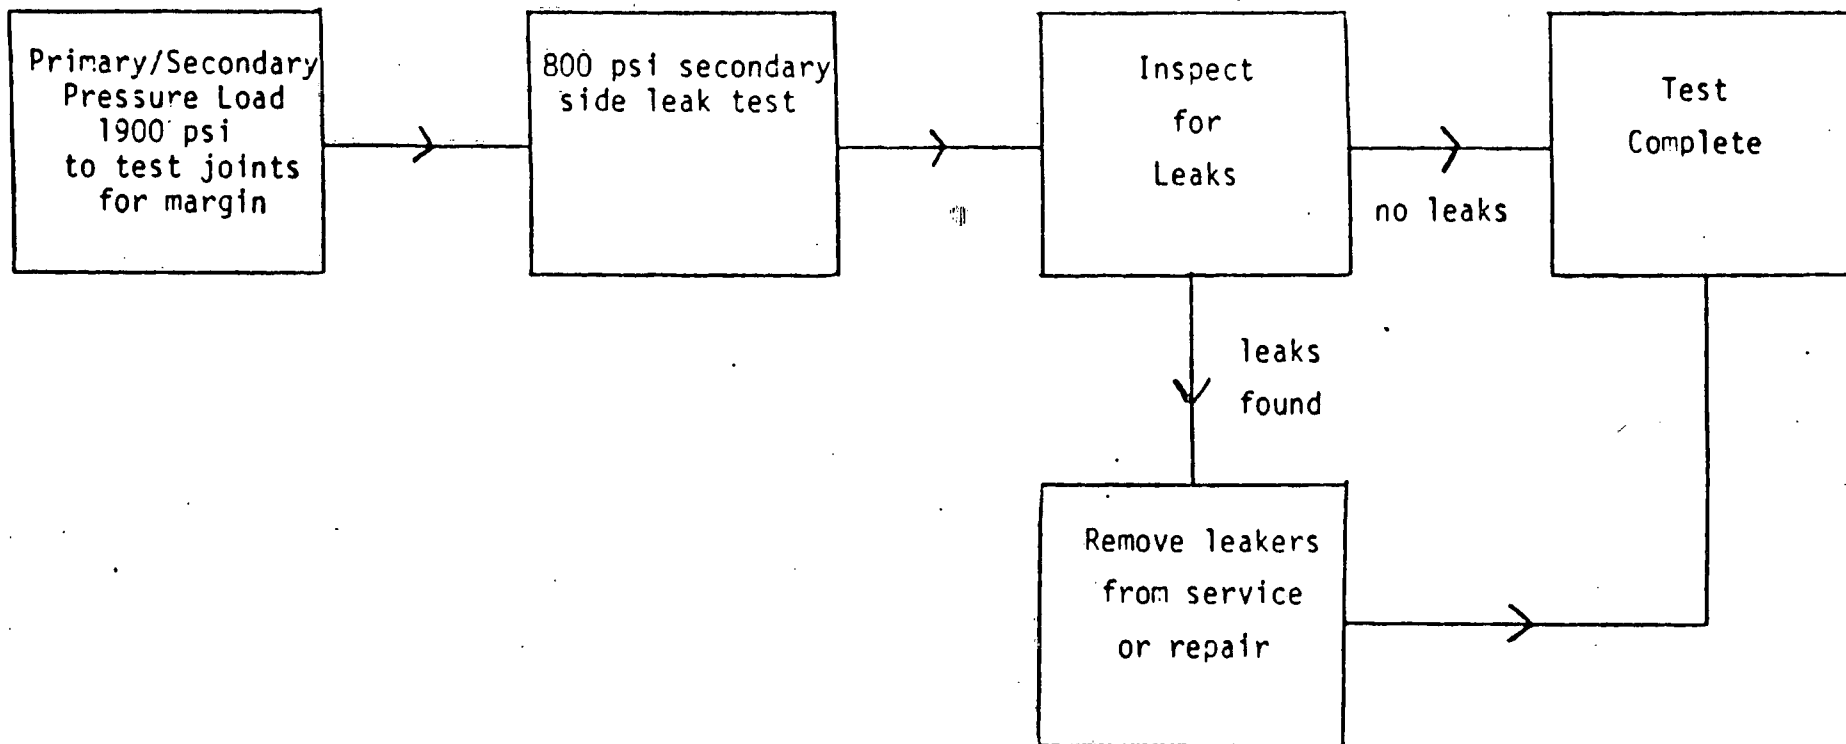 Primary/Secondary
Pressure Load
1900 psi
to test joints
for margin
800 psi secondary
side leak test
Inspect
for
Leaks
no leaks
Test
Complete
leaks
found
Remove leakers
from service
or repair